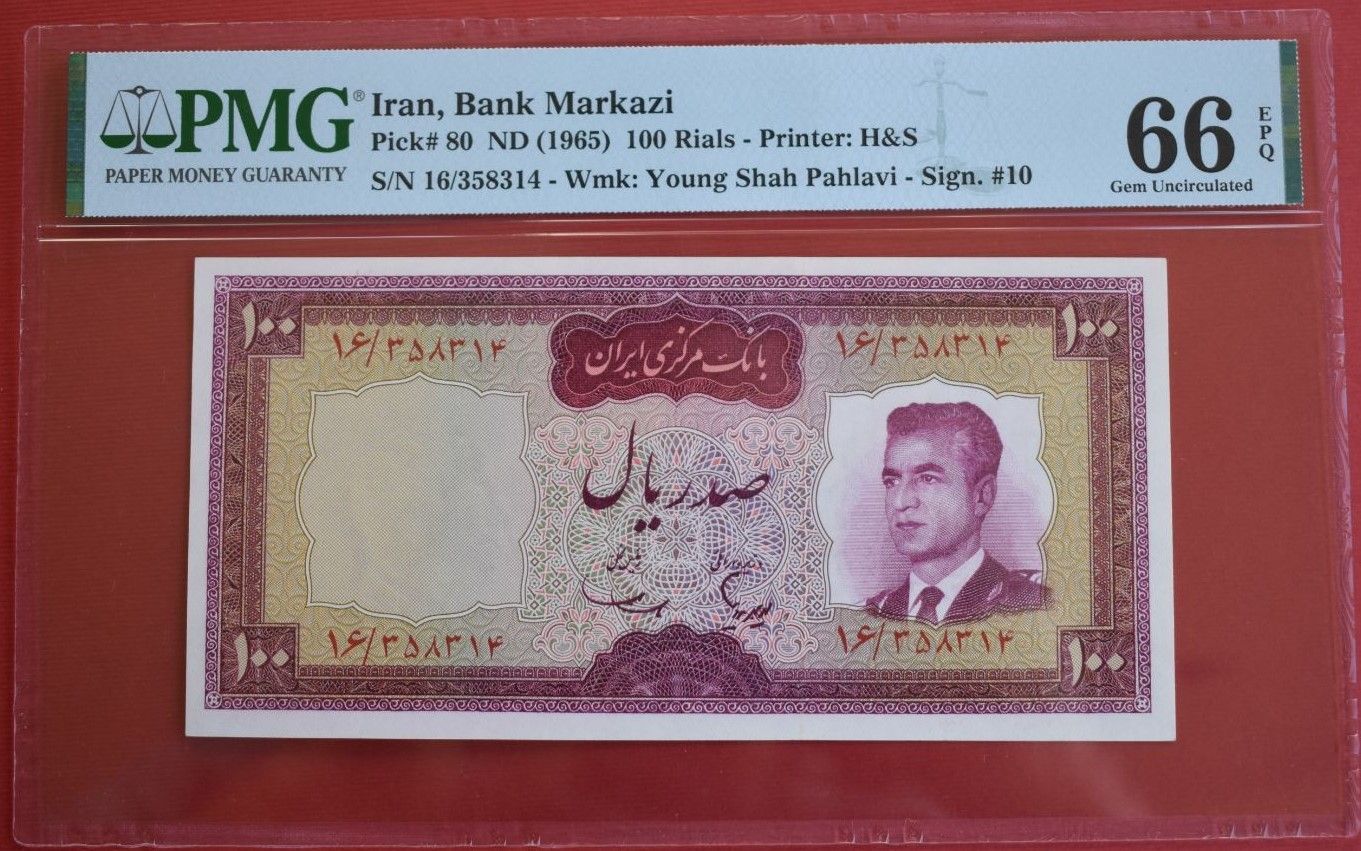 PMG®
PAPER MONEY GUARANTY
Iran, Bank Markazi
Pick# 80 ND (1965) 100 Rials - Printer: H&S
S/N 16/358314 - Wmk: Young Shah Pahlavi - Sign. #10
66
EPQ
Gem Uncirculated
۱۰۰
۱۰۰
۱۶/۳۵۸۳۱۴
بانک مرکزی ایران
۱۶/۳۵۸۳۱۴
صد ریال
۱۶/۳۵۸۳۱۴
۱۶/۳۵۸۳۱۴
۱۰۰
۱۰۰